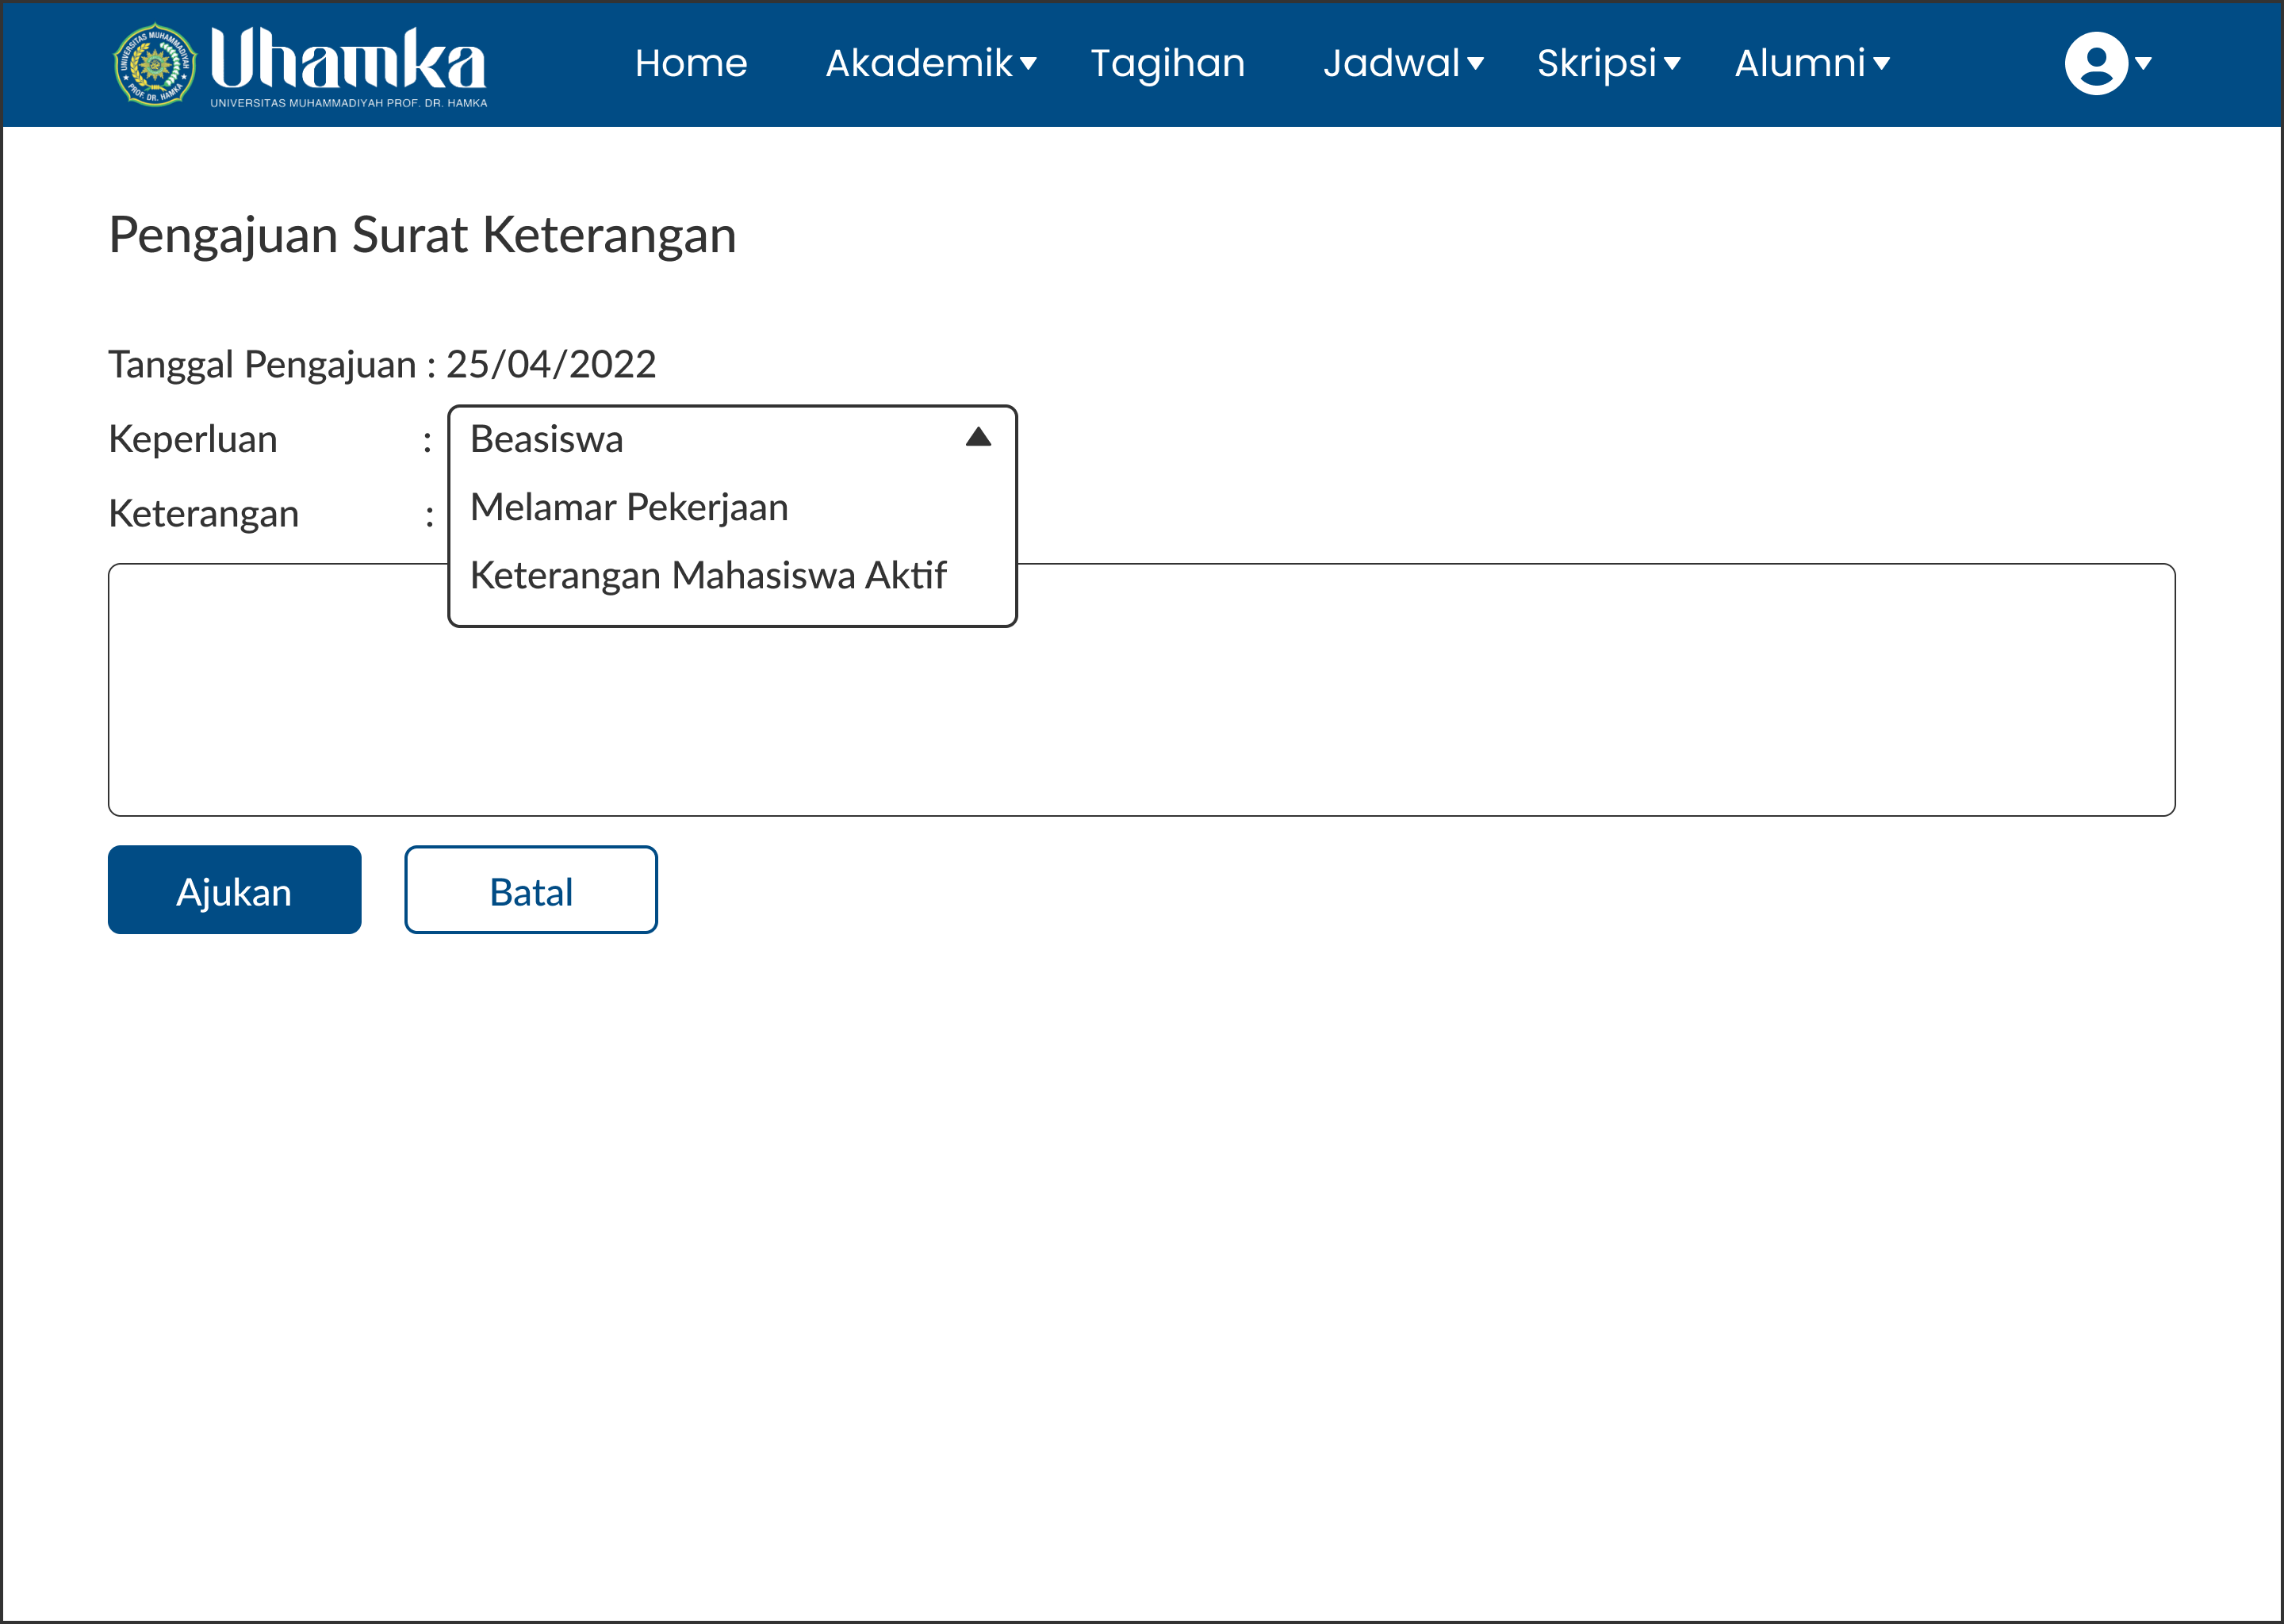 UNIVERSITAS MUHAMMADIYAH
PROF. DR. HAMKA
Uhamka
UNIVERSITAS MUHAMMADIYAH PROF. DR. HAMKA
Home Akademik Tagihan Jadwal Skripsi Alumni
Pengajuan Surat Keterangan
Tanggal Pengajuan : 25/04/2022
Keperluan : Beasiswa
Melamar Pekerjaan
Keterangan :
Keterangan Mahasiswa Aktif
Ajukan Batal